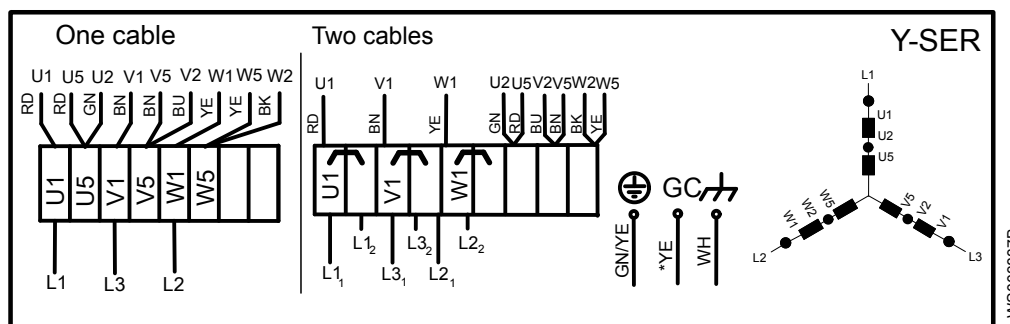 One cable
Two cables
Y-SER
U1 U5 U2 V1 V5 V2 W1 W5 W2
RD RD GN BN BN BU YE YE BK
U1 U5 V1 V5 W1 W5
L1 L3 L2
U1 V1 W1 U2 U5 V2 V5 W2 W5
RD BN YE GN RD BU BN BK YE
U1 V1 W1
L1₂ L3₂ L2₂
L1₁ L3₁ L2₁
GC
GN/YE *YE WH
L1
U1
U2
U5
W1 W2 W5 V5 V2 V1
L2 L3